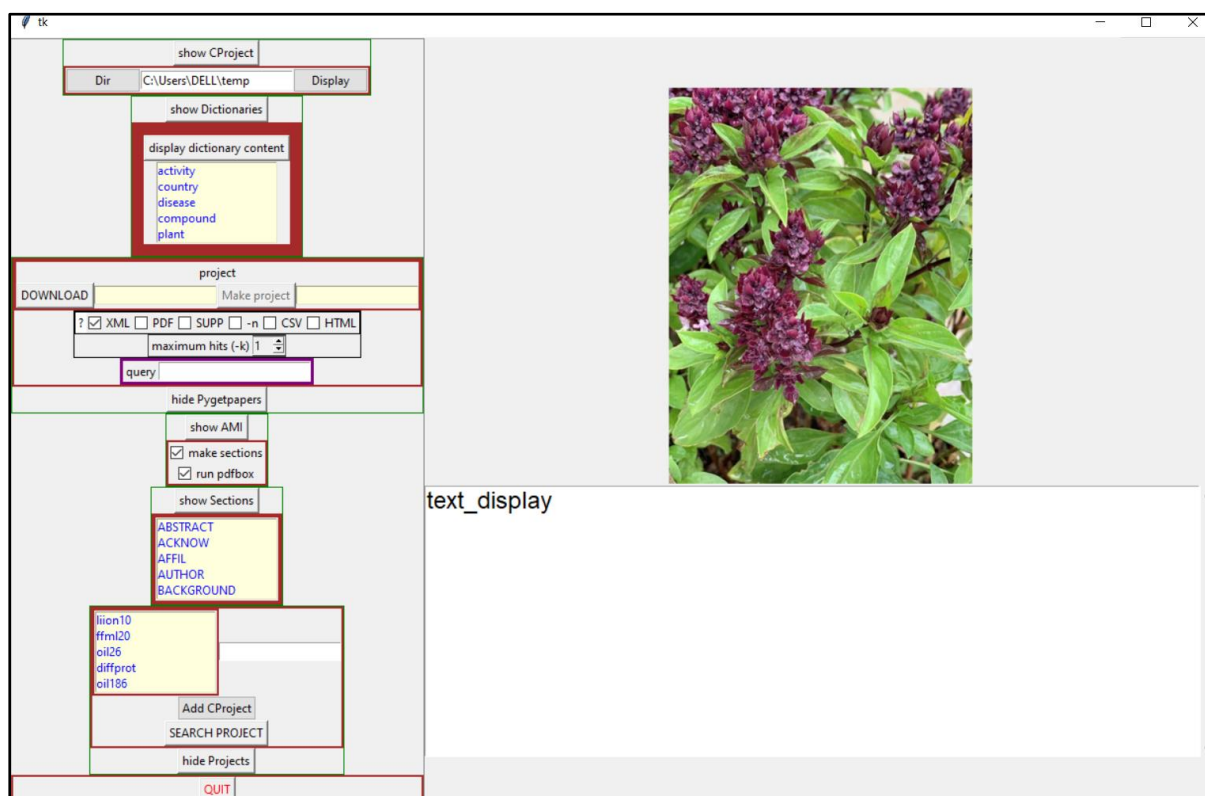 tk
show CProject
Dir C:\Users\DELL\temp Display
show Dictionaries
display dictionary content
activity
country
disease
compound
plant
project
DOWNLOAD Make project
? XML PDF SUPP -n CSV HTML
maximum hits (-k) 1
query
hide Pygetpapers
show AMI
make sections
run pdfbox
show Sections
ABSTRACT
ACKNOW
AFFIL
AUTHOR
BACKGROUND
liion10
ffml20
oil26
diffprot
oil186
Add CProject
SEARCH PROJECT
hide Projects
QUIT
text_display